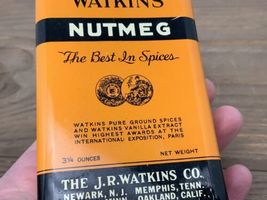 WATKINS
NUTMEG
The Best In Spices
WATKINS PURE GROUND SPICES
AND WATKINS VANILLA EXTRACT
WIN HIGHEST AWARDS AT THE
INTERNATIONAL EXPOSITION, PARIS
3¼ OUNCES NET WEIGHT
THE J.R. WATKINS CO.
NEWARK, N.J. MEMPHIS, TENN.
OAKLAND, CALIF.